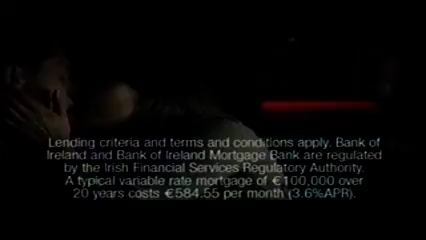 Lending criteria and terms and conditions apply. Bank of
Ireland and Bank of Ireland Mortgage Bank are regulated
by the Irish Financial Services Regulatory Authority.
A typical variable rate mortgage of €100,000 over
20 years costs €584.55 per month (3.6%APR).